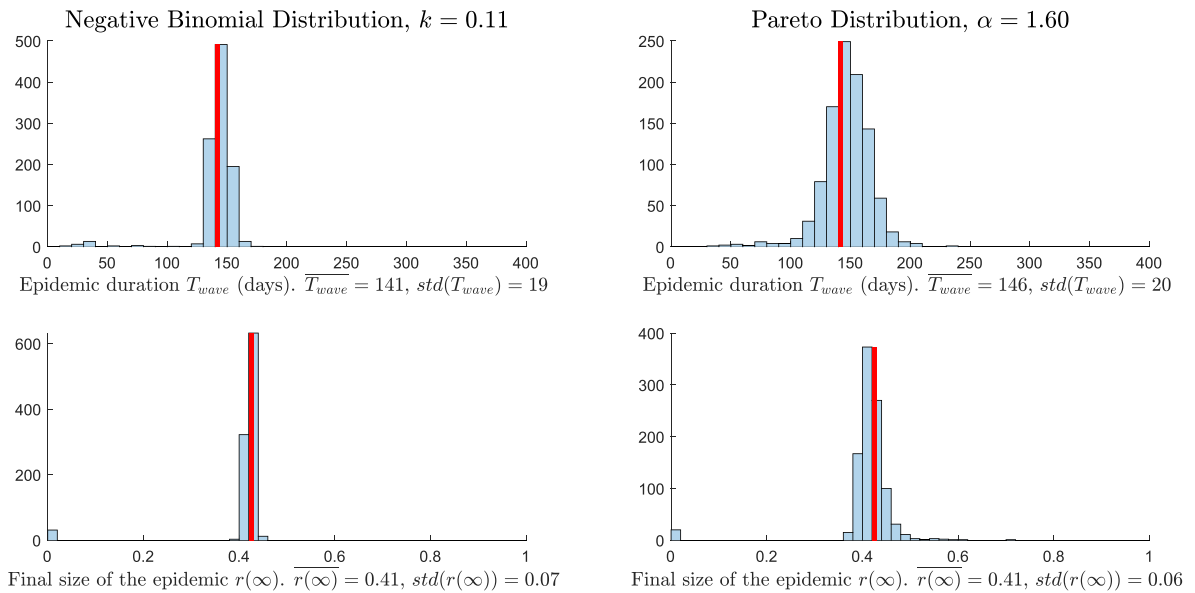 Negative Binomial Distribution, k = 0.11
500
400
300
200
100
0
0 50 100 150 200 250 300 350 400
Epidemic duration T_wave (days). \overline{T_wave} = 141, std(T_wave) = 19
Pareto Distribution, α = 1.60
250
200
150
100
50
0
0 50 100 150 200 250 300 350 400
Epidemic duration T_wave (days). \overline{T_wave} = 146, std(T_wave) = 20
600
400
200
0
0 0.2 0.4 0.6 0.8 1
Final size of the epidemic r(∞). \overline{r(∞)} = 0.41, std(r(∞)) = 0.07
400
300
200
100
0
0 0.2 0.4 0.6 0.8 1
Final size of the epidemic r(∞). \overline{r(∞)} = 0.41, std(r(∞)) = 0.06